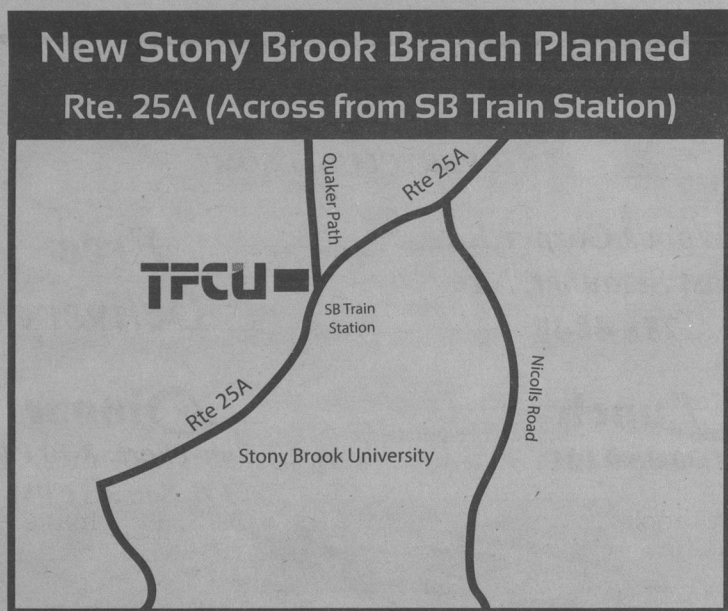 New Stony Brook Branch Planned
Rte. 25A (Across from SB Train Station)
Quaker Path
Rte 25A
TFCU
SB Train
Station
Nicolls Road
Rte 25A
Stony Brook University